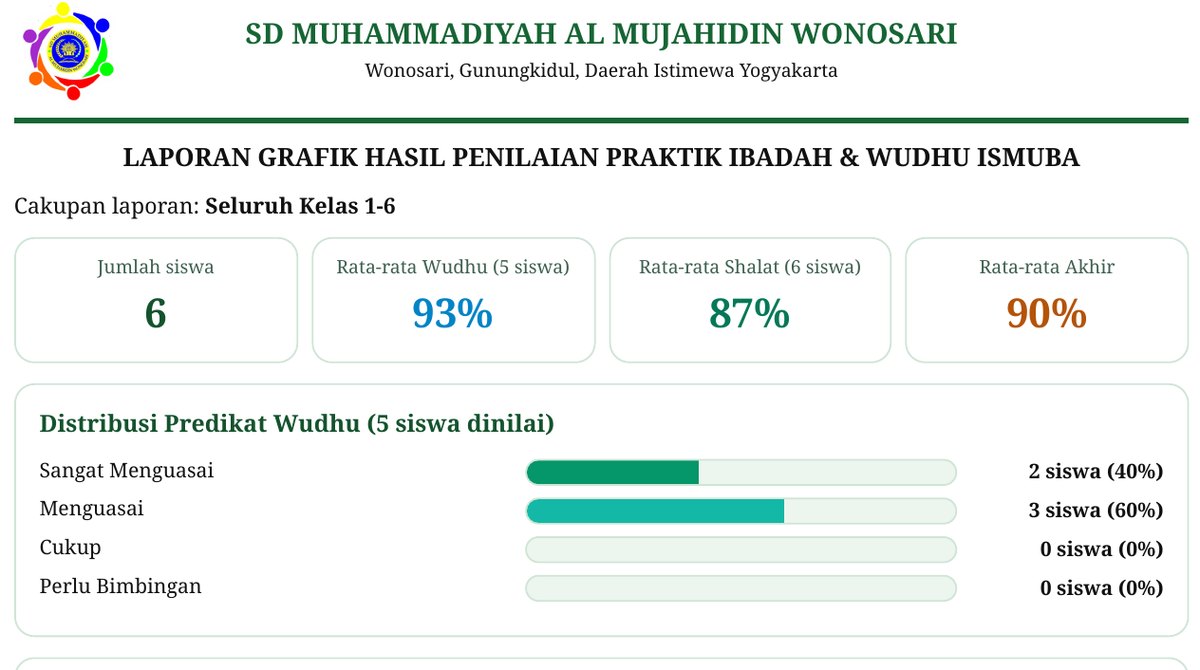 SD MUHAMMADIYAH AL MUJAHIDIN WONOSARI
Wonosari, Gunungkidul, Daerah Istimewa Yogyakarta
LAPORAN GRAFIK HASIL PENILAIAN PRAKTIK IBADAH & WUDHU ISMUBA
Cakupan laporan: Seluruh Kelas 1-6
Jumlah siswa
6
Rata-rata Wudhu (5 siswa)
93%
Rata-rata Shalat (6 siswa)
87%
Rata-rata Akhir
90%
Distribusi Predikat Wudhu (5 siswa dinilai)
Sangat Menguasai 2 siswa (40%)
Menguasai 3 siswa (60%)
Cukup 0 siswa (0%)
Perlu Bimbingan 0 siswa (0%)